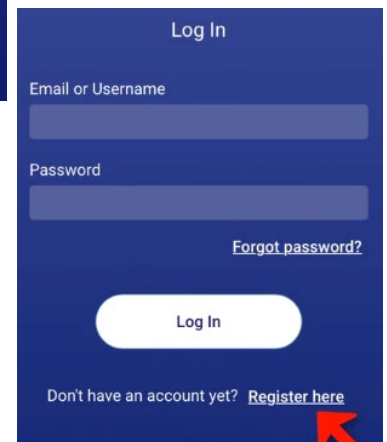 Log In
Email or Username
Password
Forgot password?
Log In
Don't have an account yet? Register here